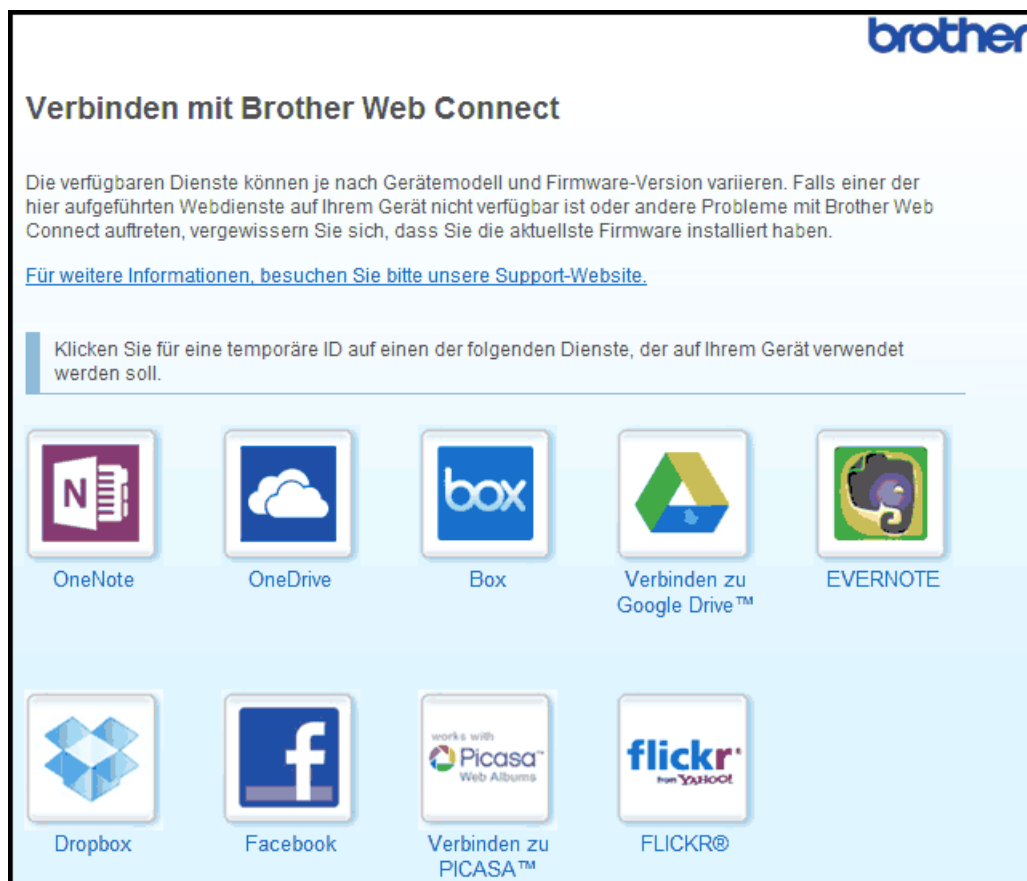 brother
Verbinden mit Brother Web Connect
Die verfügbaren Dienste können je nach Gerätemodell und Firmware-Version variieren. Falls einer der
hier aufgeführten Webdienste auf Ihrem Gerät nicht verfügbar ist oder andere Probleme mit Brother Web
Connect auftreten, vergewissern Sie sich, dass Sie die aktuellste Firmware installiert haben.
Für weitere Informationen, besuchen Sie bitte unsere Support-Website.
Klicken Sie für eine temporäre ID auf einen der folgenden Dienste, der auf Ihrem Gerät verwendet
werden soll.
N
OneNote
OneDrive
box
Box
Verbinden zu
Google Drive™
EVERNOTE
Dropbox
f
Facebook
works with
Picasa™
Web Albums
Verbinden zu
PICASA™
flickr
from YAHOO!
FLICKR®